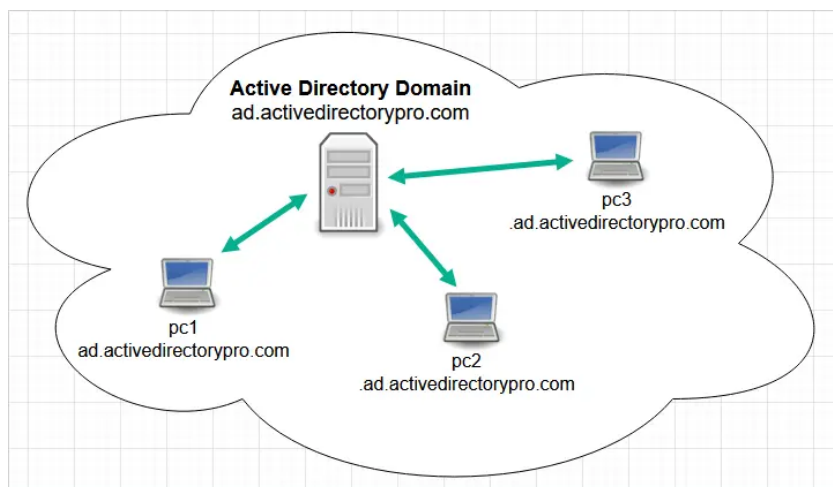 Active Directory Domain
ad.activedirectorypro.com
pc3
.ad.activedirectorypro.com
pc1
ad.activedirectorypro.com
pc2
.ad.activedirectorypro.com